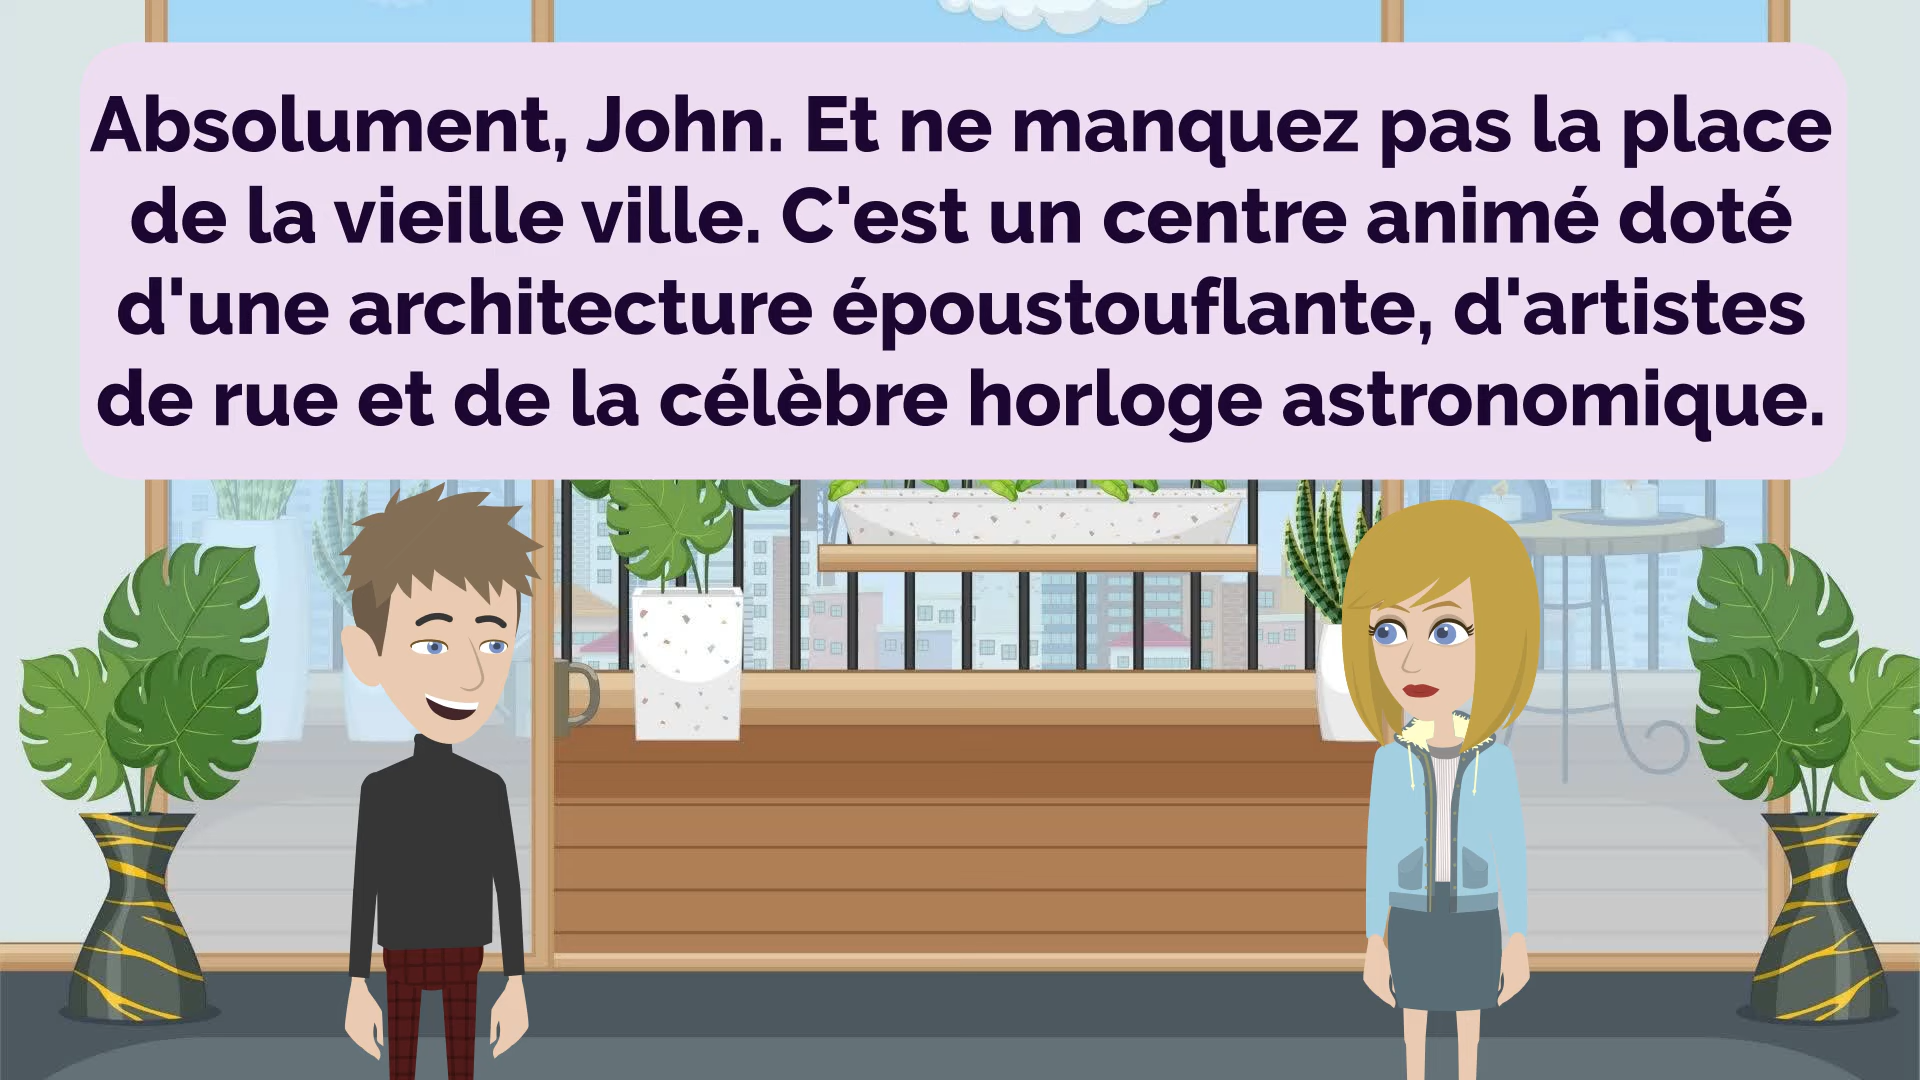 Absolument, John. Et ne manquez pas la place
de la vieille ville. C'est un centre animé doté
d'une architecture époustouflante, d'artistes
de rue et de la célèbre horloge astronomique.